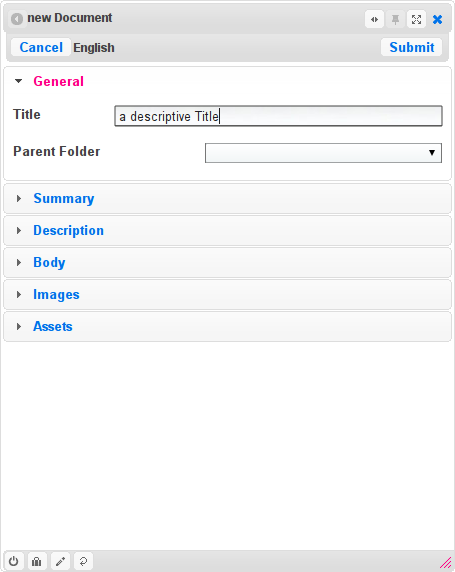 new Document
Cancel English Submit
General
Title a descriptive Title
Parent Folder
Summary
Description
Body
Images
Assets